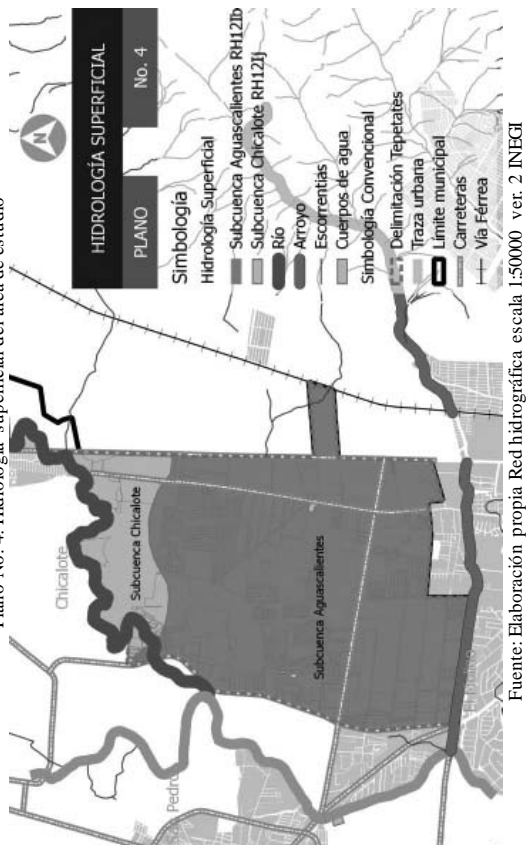 Plano No. 4. Hidrología superficial del área de estudio
HIDROLOGÍA SUPERFICIAL
PLANO
No. 4
N
Simbología
Hidrología Superficial
Subcuenca Aguascalientes RH12Ib
Subcuenca Chicalote RH12Ij
Río
Arroyo
Escorrentias
Cuerpos de agua
Simbología Convencional
Delimitación Tepetates
Traza urbana
Límite municipal
Carreteras
Vía Férrea
Chicalote
Subcuenca Chicalote
Subcuenca Aguascalientes
Pedro
Fuente: Elaboración propia Red hidrográfica escala 1:50000 ver. 2 INEGI